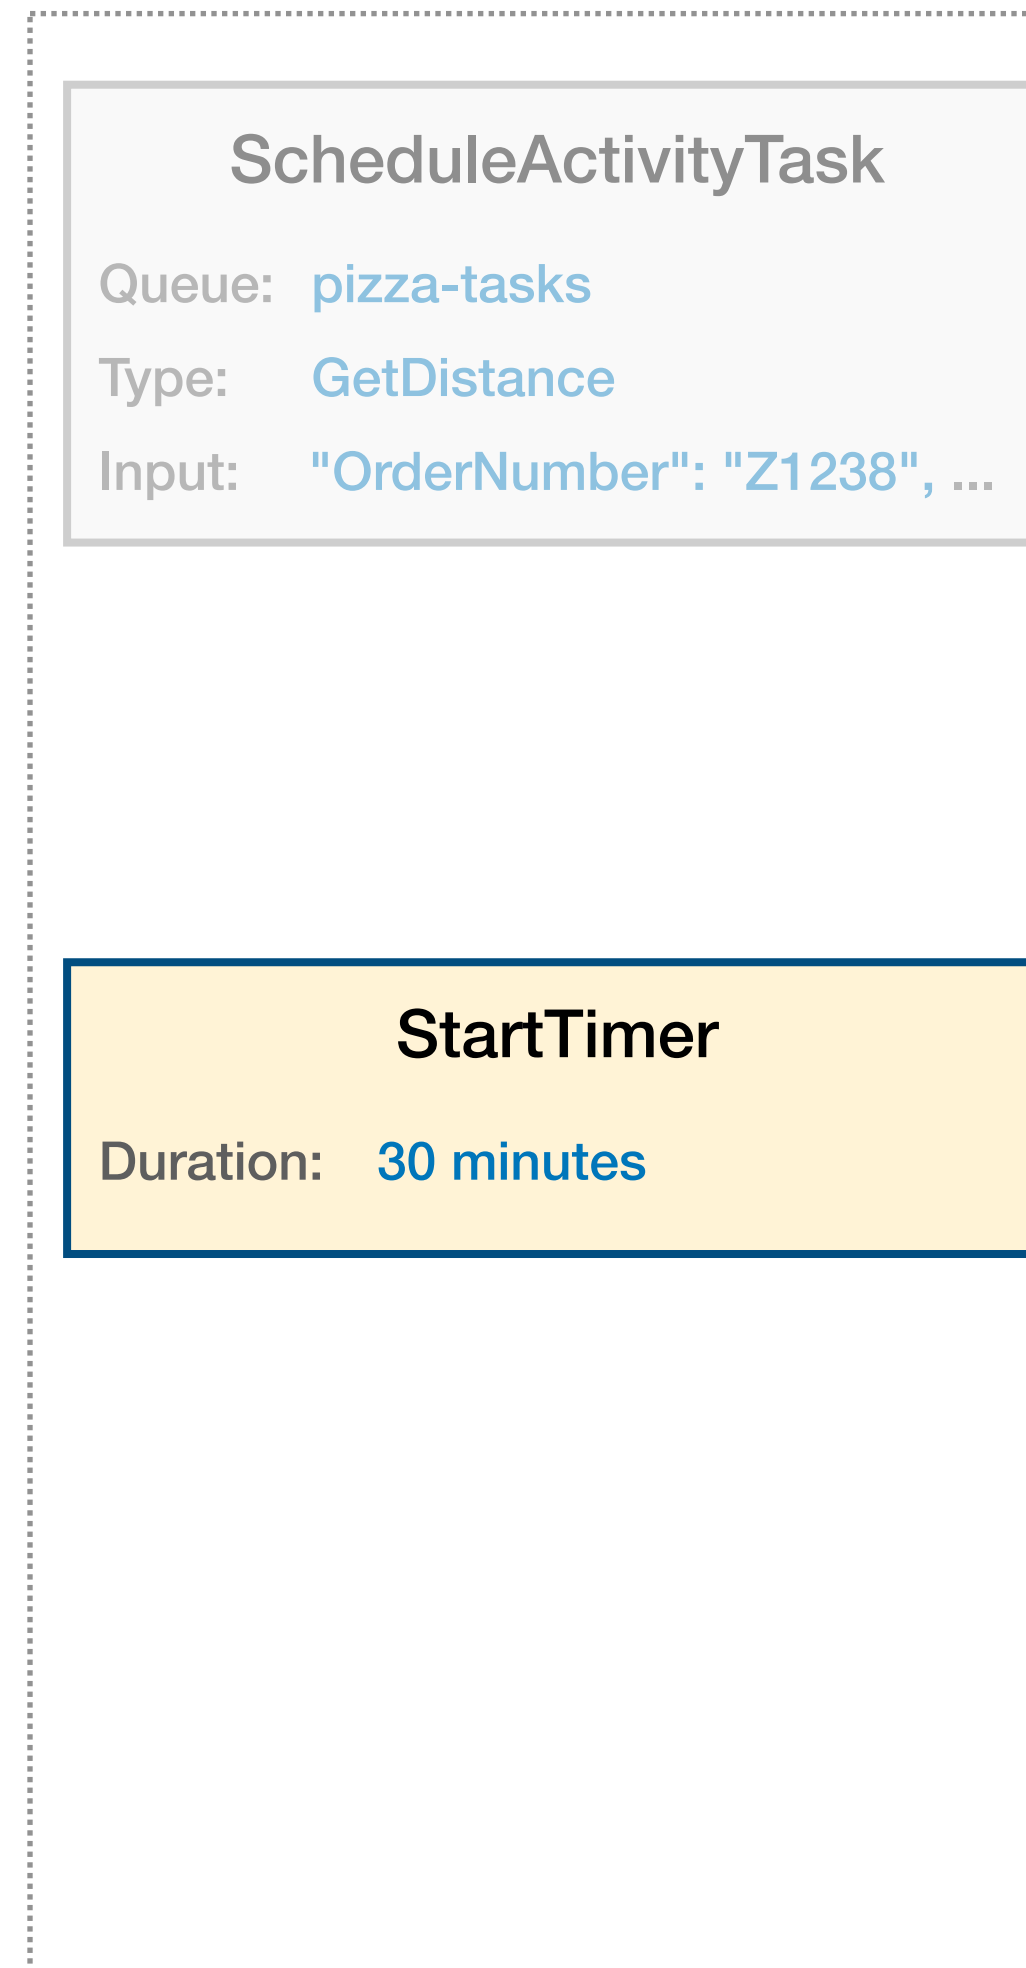 ScheduleActivityTask
Queue: pizza-tasks
Type: GetDistance
Input: "OrderNumber": "Z1238", ...
StartTimer
Duration: 30 minutes